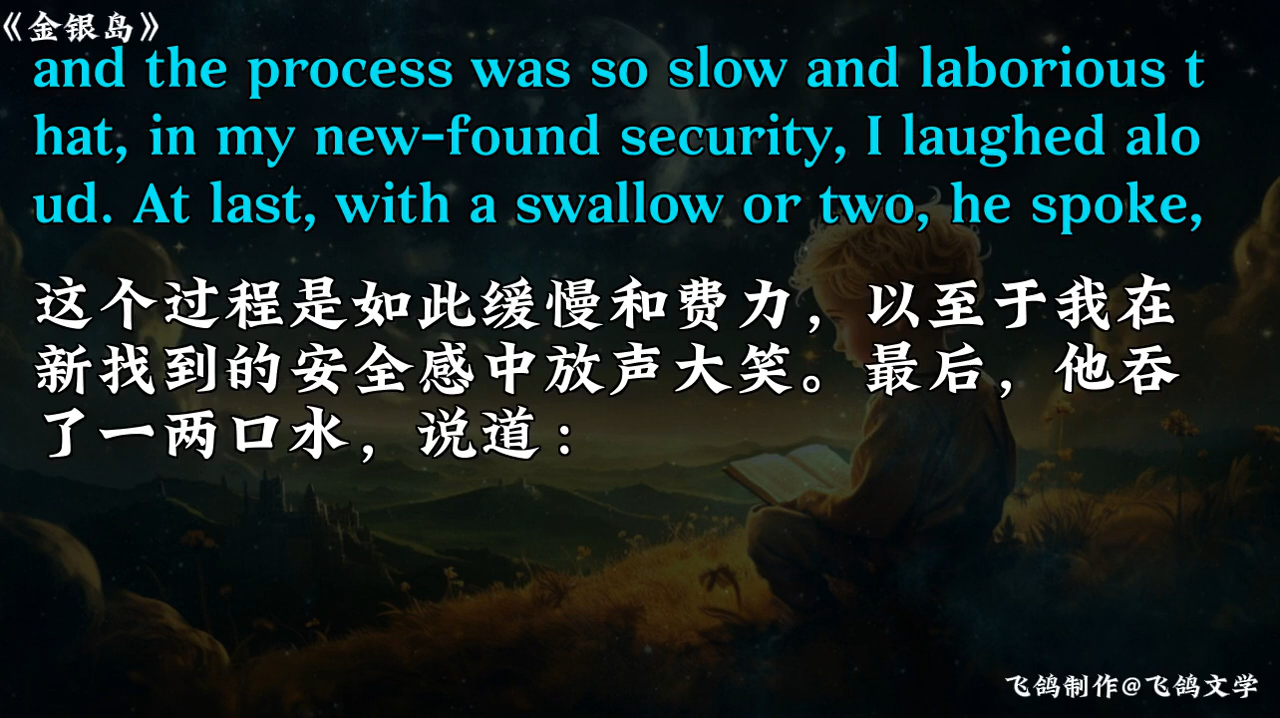 《金银岛》
and the process was so slow and laborious t
hat, in my new-found security, I laughed alo
ud. At last, with a swallow or two, he spoke,
这个过程是如此缓慢和费力，以至于我在
新找到的安全感中放声大笑。最后，他吞
了一两口水，说道：
飞鸽制作@飞鸽文学